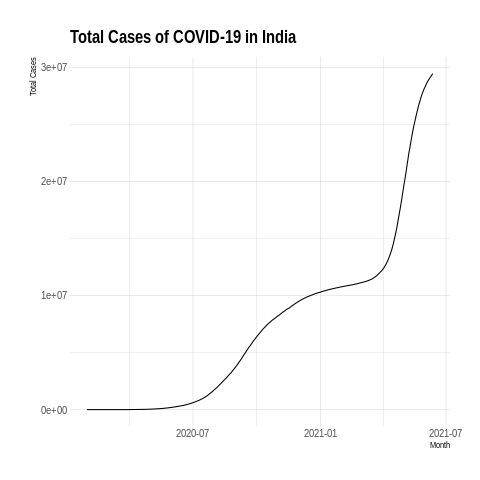 Total Cases of COVID-19 in India
Total Cases
3e+07
2e+07
1e+07
0e+00
2020-07
2021-01
2021-07
Month